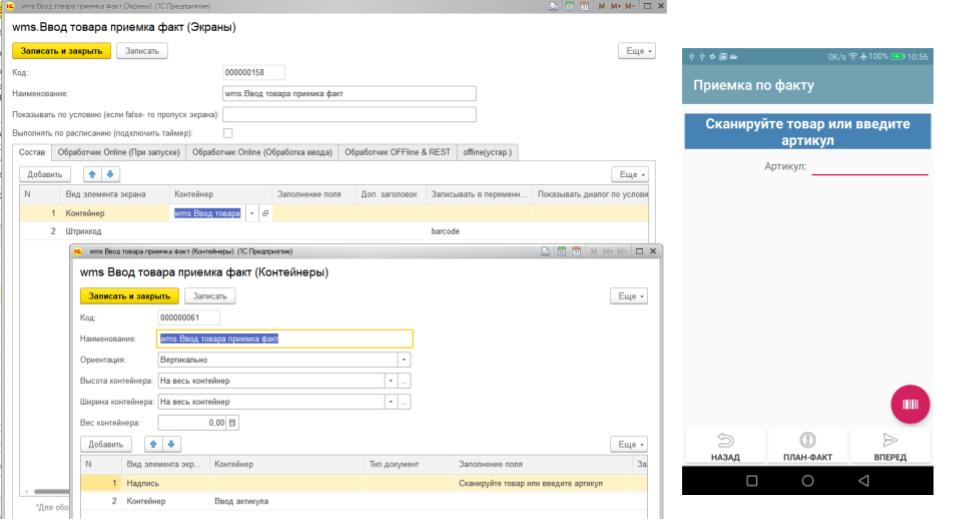 wms.Ввод товара приемка факт (Экраны) (1С:Предприятие)
M M+ M-
wms.Ввод товара приемка факт (Экраны)
Записать и закрыть
Записать
Еще
Код:
000000158
Наименование:
wms.Ввод товара приемка факт
Показывать по условию (если false- то пропуск экрана):
Выполнять по расписанию (подключить таймер):
Состав
Обработчик Online (При запуске)
Обработчик Online (Обработка ввода)
Обработчик OFFline & REST
offline(устар.)
Добавить
Еще
N
Вид элемента экрана
Контейнер
Заполнение поля
Доп. заголовок
Записывать в переменн...
Показывать диалог по услови
1
Контейнер
wms Ввод товара
2
Штрихкод
barcode
wms Ввод товара приемка факт (Контейнеры) (1С:Предприятие)
M M+ M-
wms Ввод товара приемка факт (Контейнеры)
Записать и закрыть
Записать
Еще
Код:
000000061
Наименование:
wms Ввод товара приемка факт
Ориентация:
Вертикально
Высота контейнера:
На весь контейнер
Ширина контейнера:
На весь контейнер
Вес контейнера:
0,00
Добавить
Еще
N
Вид элемента экр...
Контейнер
Тип документ
Заполнение поля
За
1
Надпись
Сканируйте товар или введите артикул
2
Контейнер
Ввод актикула
*Для обо
0K/s
100%
10:56
Приемка по факту
Сканируйте товар или введите
артикул
Артикул:
НАЗАД
ПЛАН-ФАКТ
ВПЕРЕД